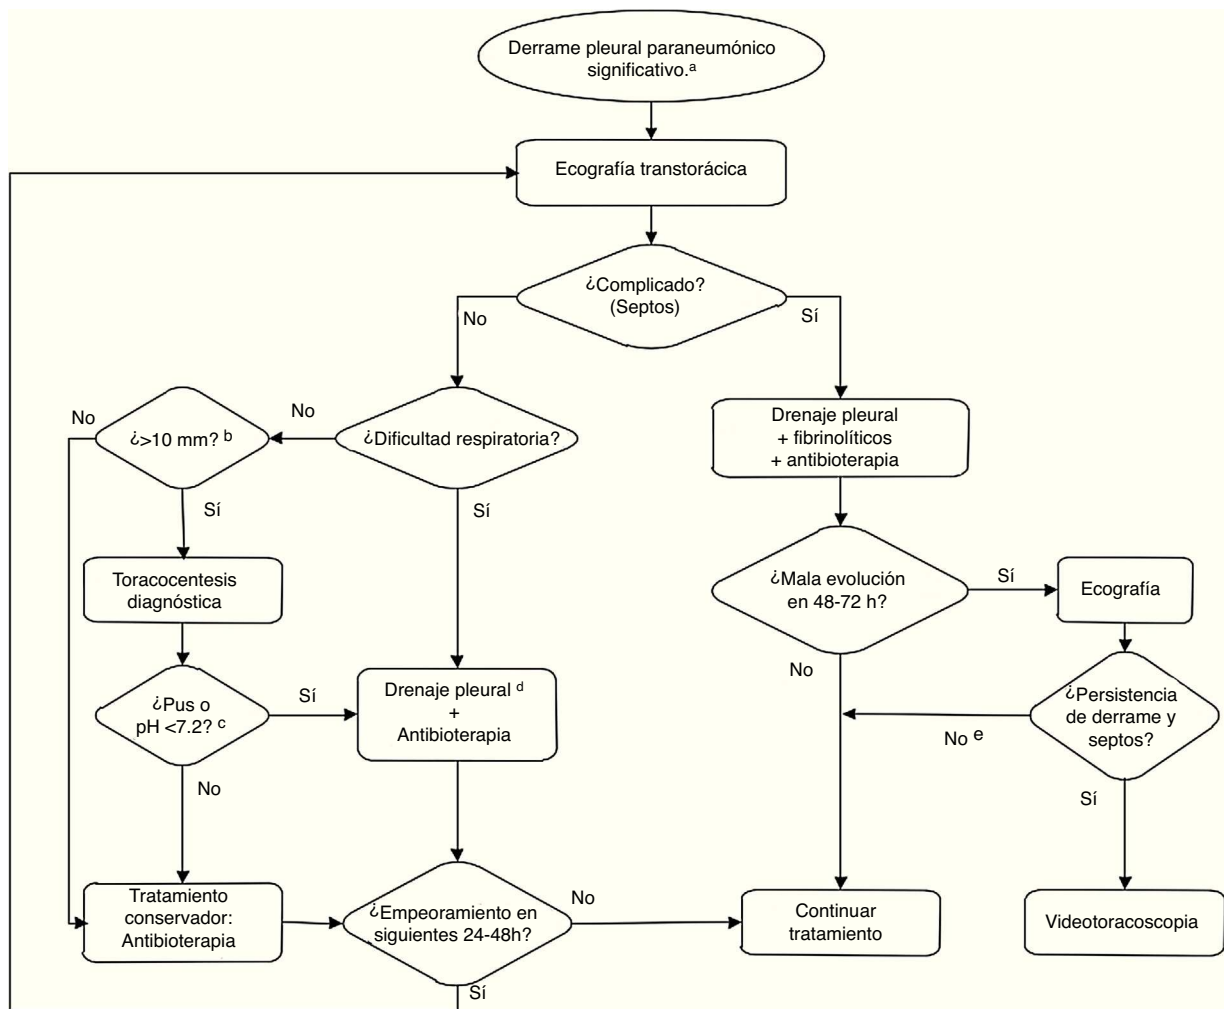 Derrame pleural paraneumónico
significativo.ᵃ
Ecografía transtorácica
¿Complicado?
(Septos)
No
Sí
No
¿>10 mm? ᵇ
No
¿Dificultad respiratoria?
Drenaje pleural
+ fibrinolíticos
+ antibioterapia
Sí
Sí
Toracocentesis
diagnóstica
¿Mala evolución
en 48-72 h?
Sí
Ecografía
No
¿Pus o
pH <7.2? ᶜ
Sí
Drenaje pleural ᵈ
+
Antibioterapia
¿Persistencia
de derrame y
septos?
No ᵉ
No
Sí
Tratamiento
conservador:
Antibioterapia
¿Empeoramiento en
siguientes 24-48h?
No
Continuar
tratamiento
Videotoracoscopia
Sí